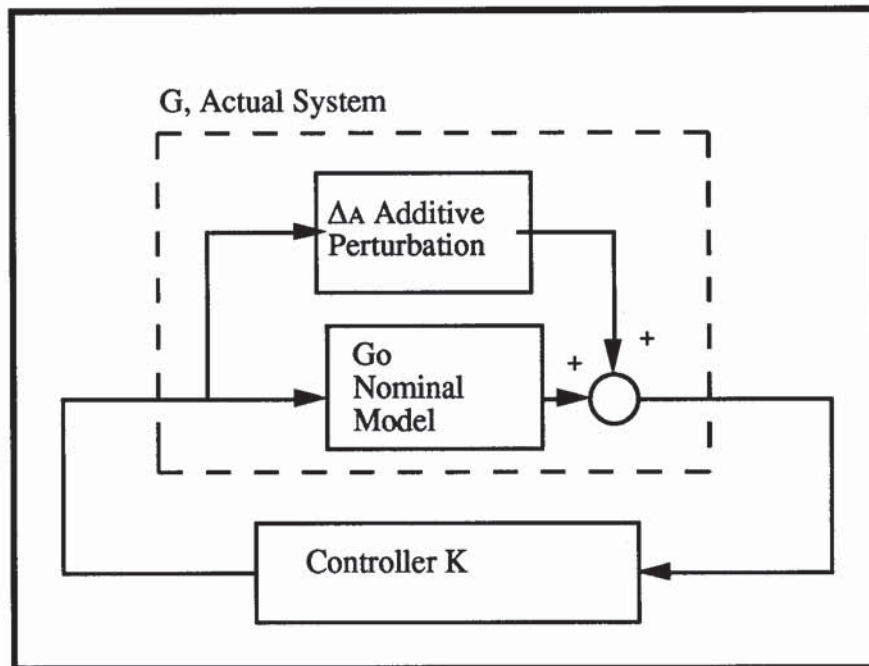 G, Actual System
ΔA Additive
Perturbation
+
+
Go
Nominal
Model
Controller K